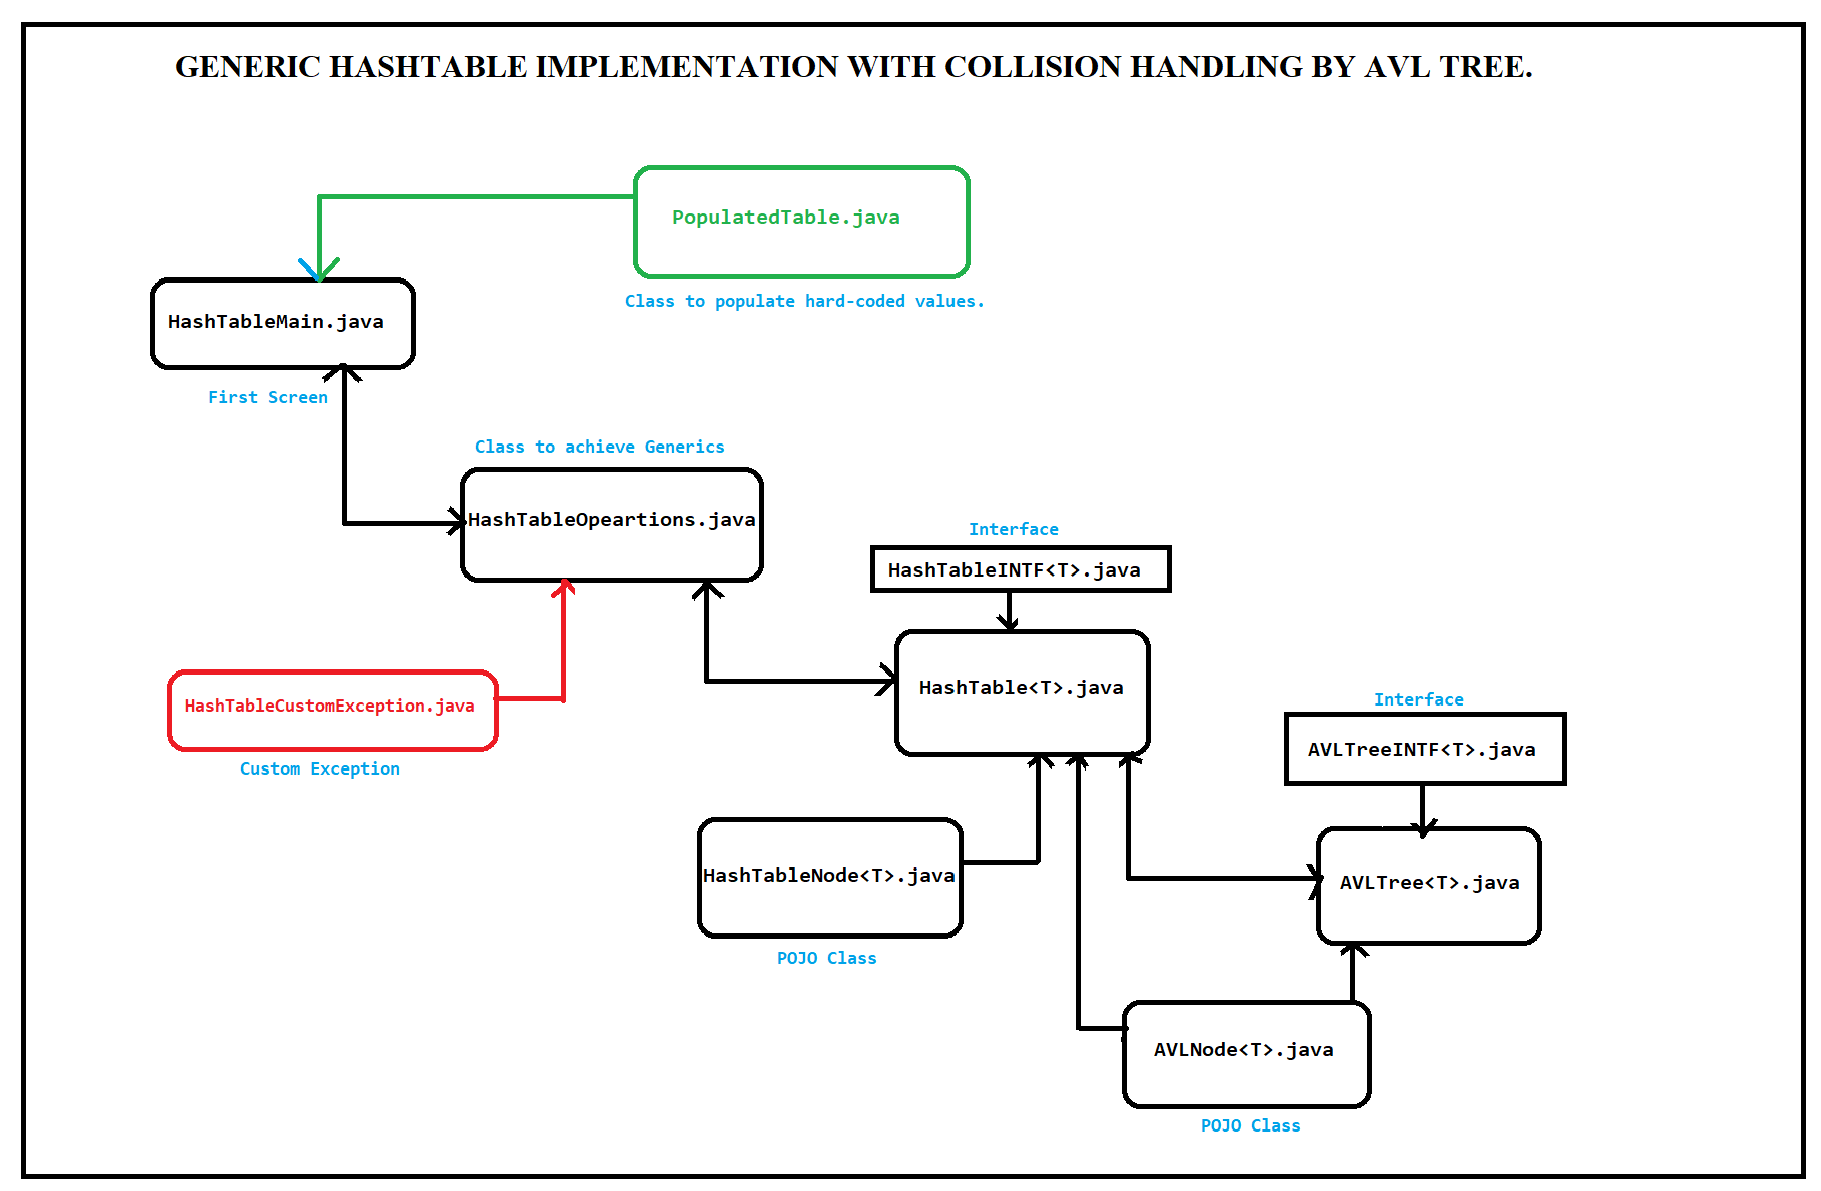 GENERIC HASHTABLE IMPLEMENTATION WITH COLLISION HANDLING BY AVL TREE.
PopulatedTable.java
Class to populate hard-coded values.
HashTableMain.java
First Screen
Class to achieve Generics
HashTableOpeartions.java
Interface
HashTableINTF<T>.java
HashTable<T>.java
HashTableCustomException.java
Custom Exception
Interface
AVLTreeINTF<T>.java
HashTableNode<T>.java
POJO Class
AVLTree<T>.java
AVLNode<T>.java
POJO Class